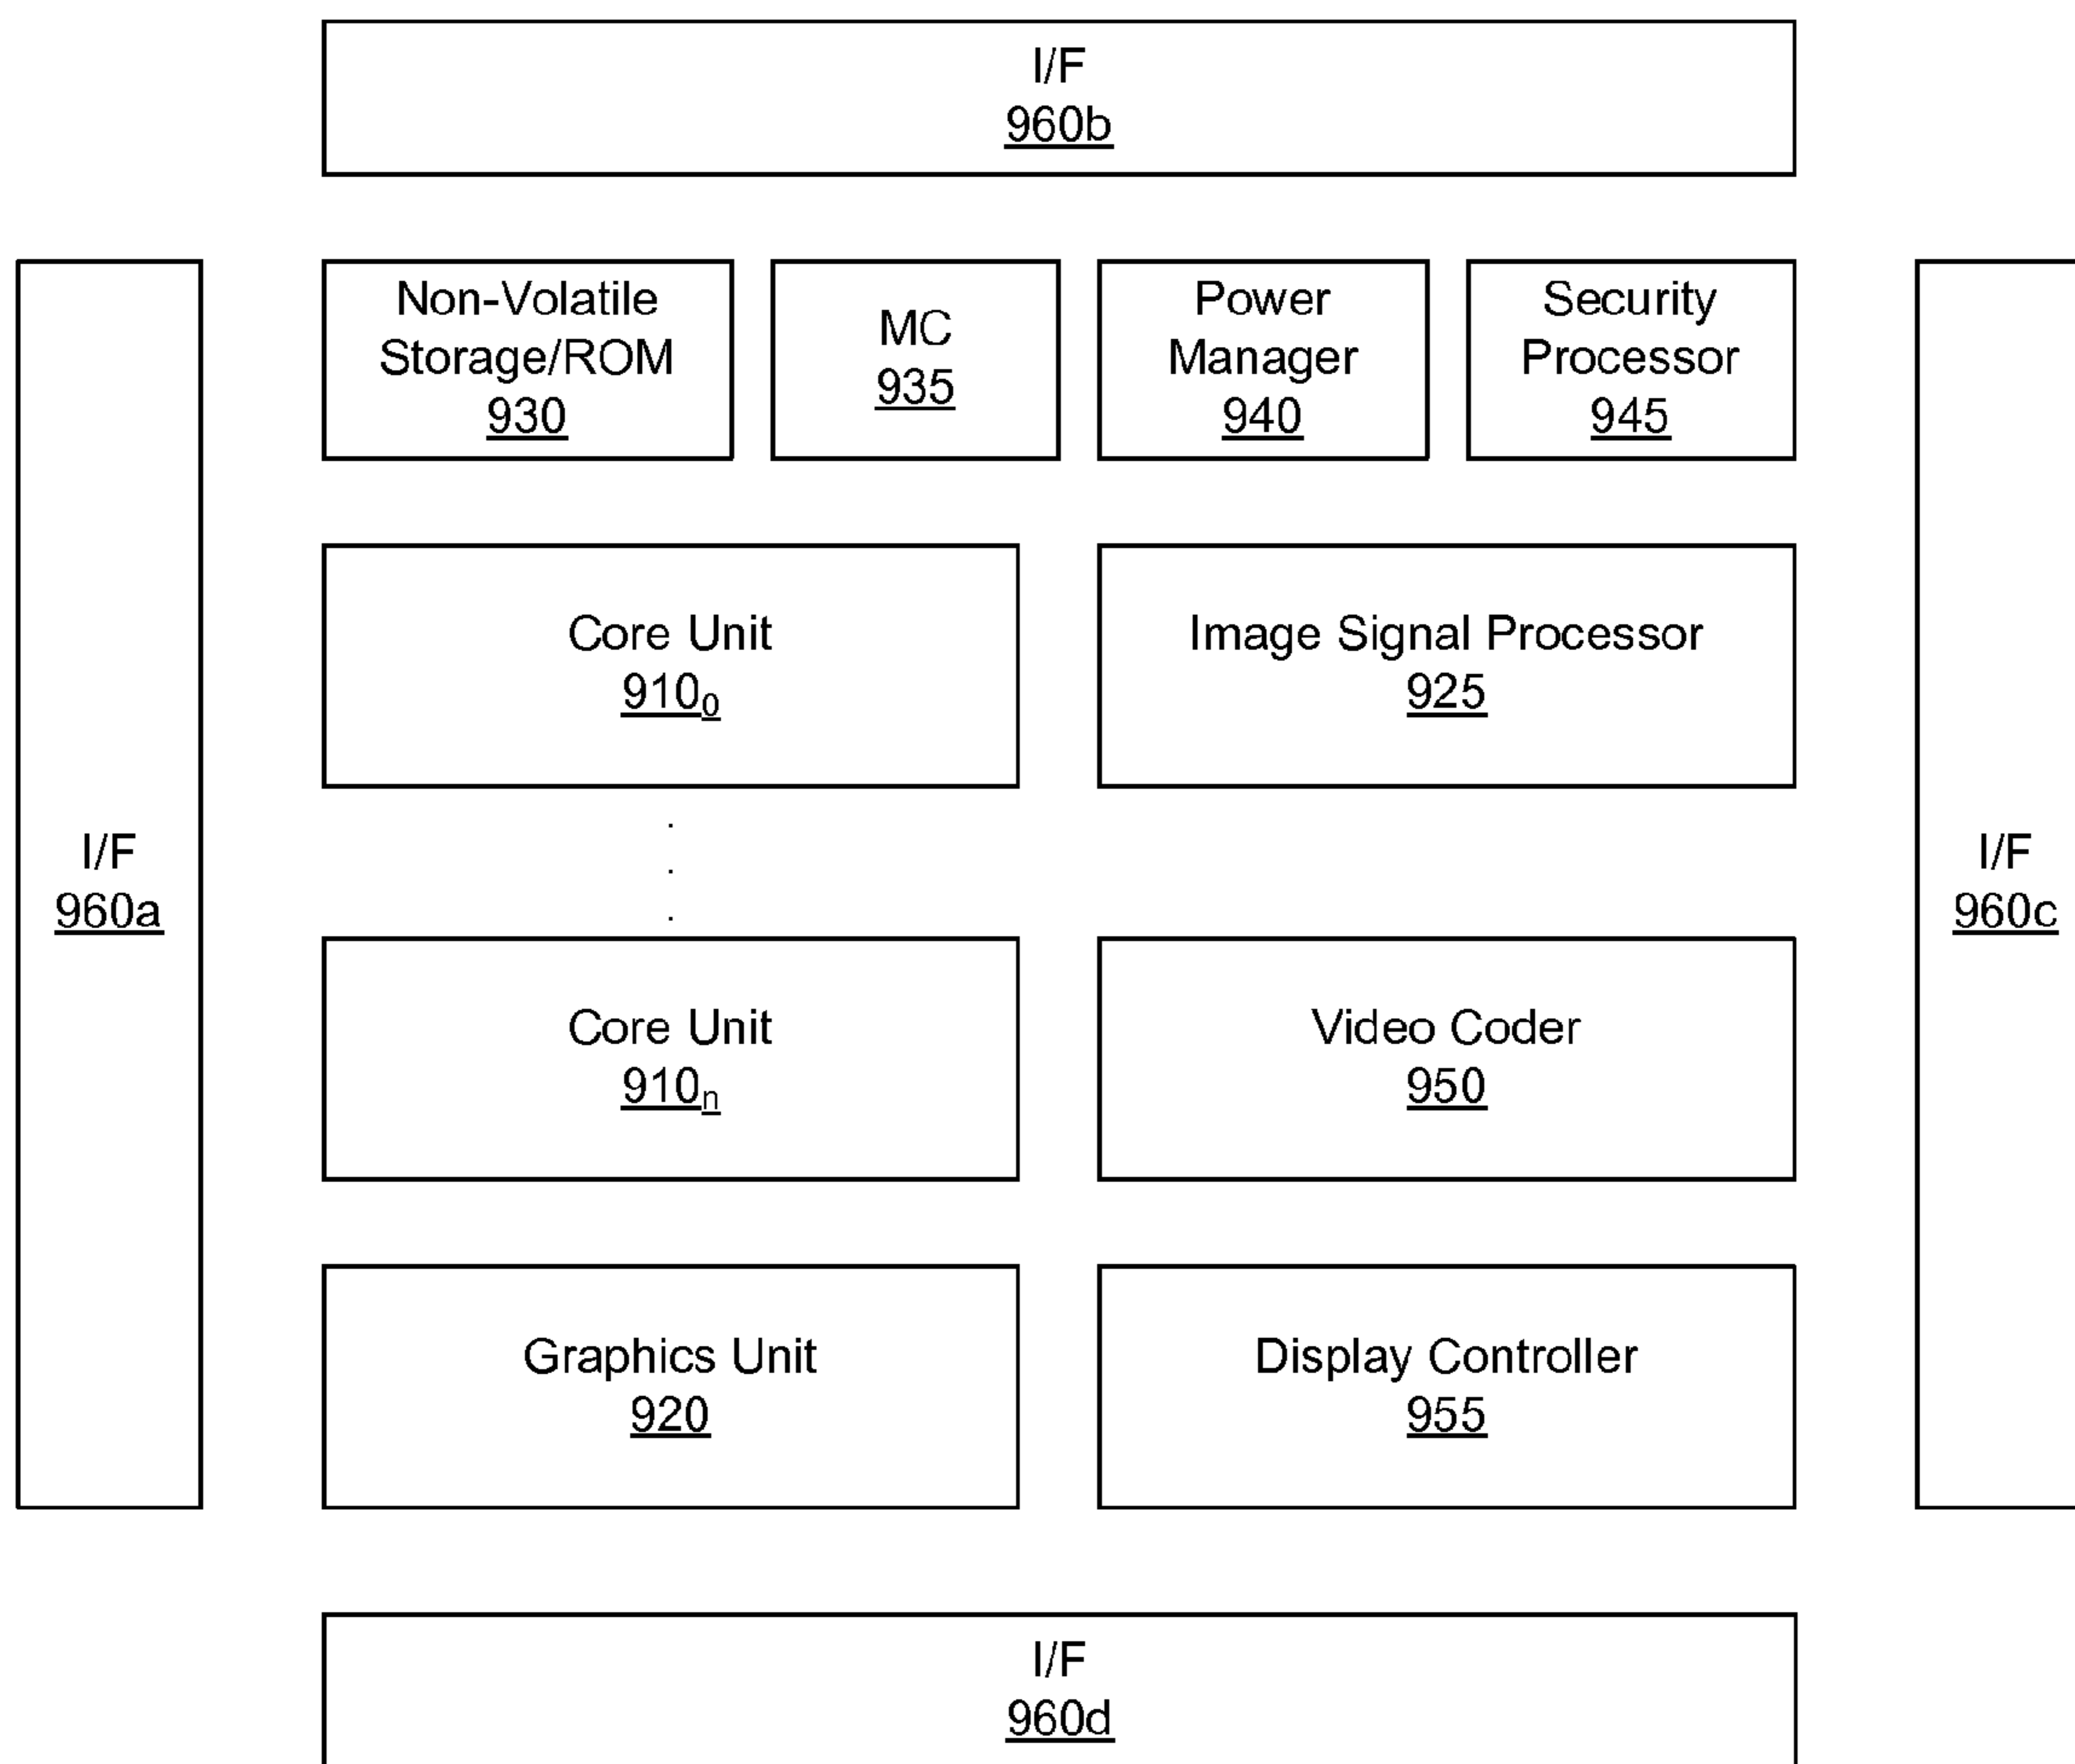 I/F
960b
Non-Volatile
Storage/ROM
930
MC
935
Power
Manager
940
Security
Processor
945
Core Unit
910₀
Image Signal Processor
925
I/F
960a
I/F
960c
Core Unit
910ₙ
Video Coder
950
Graphics Unit
920
Display Controller
955
I/F
960d